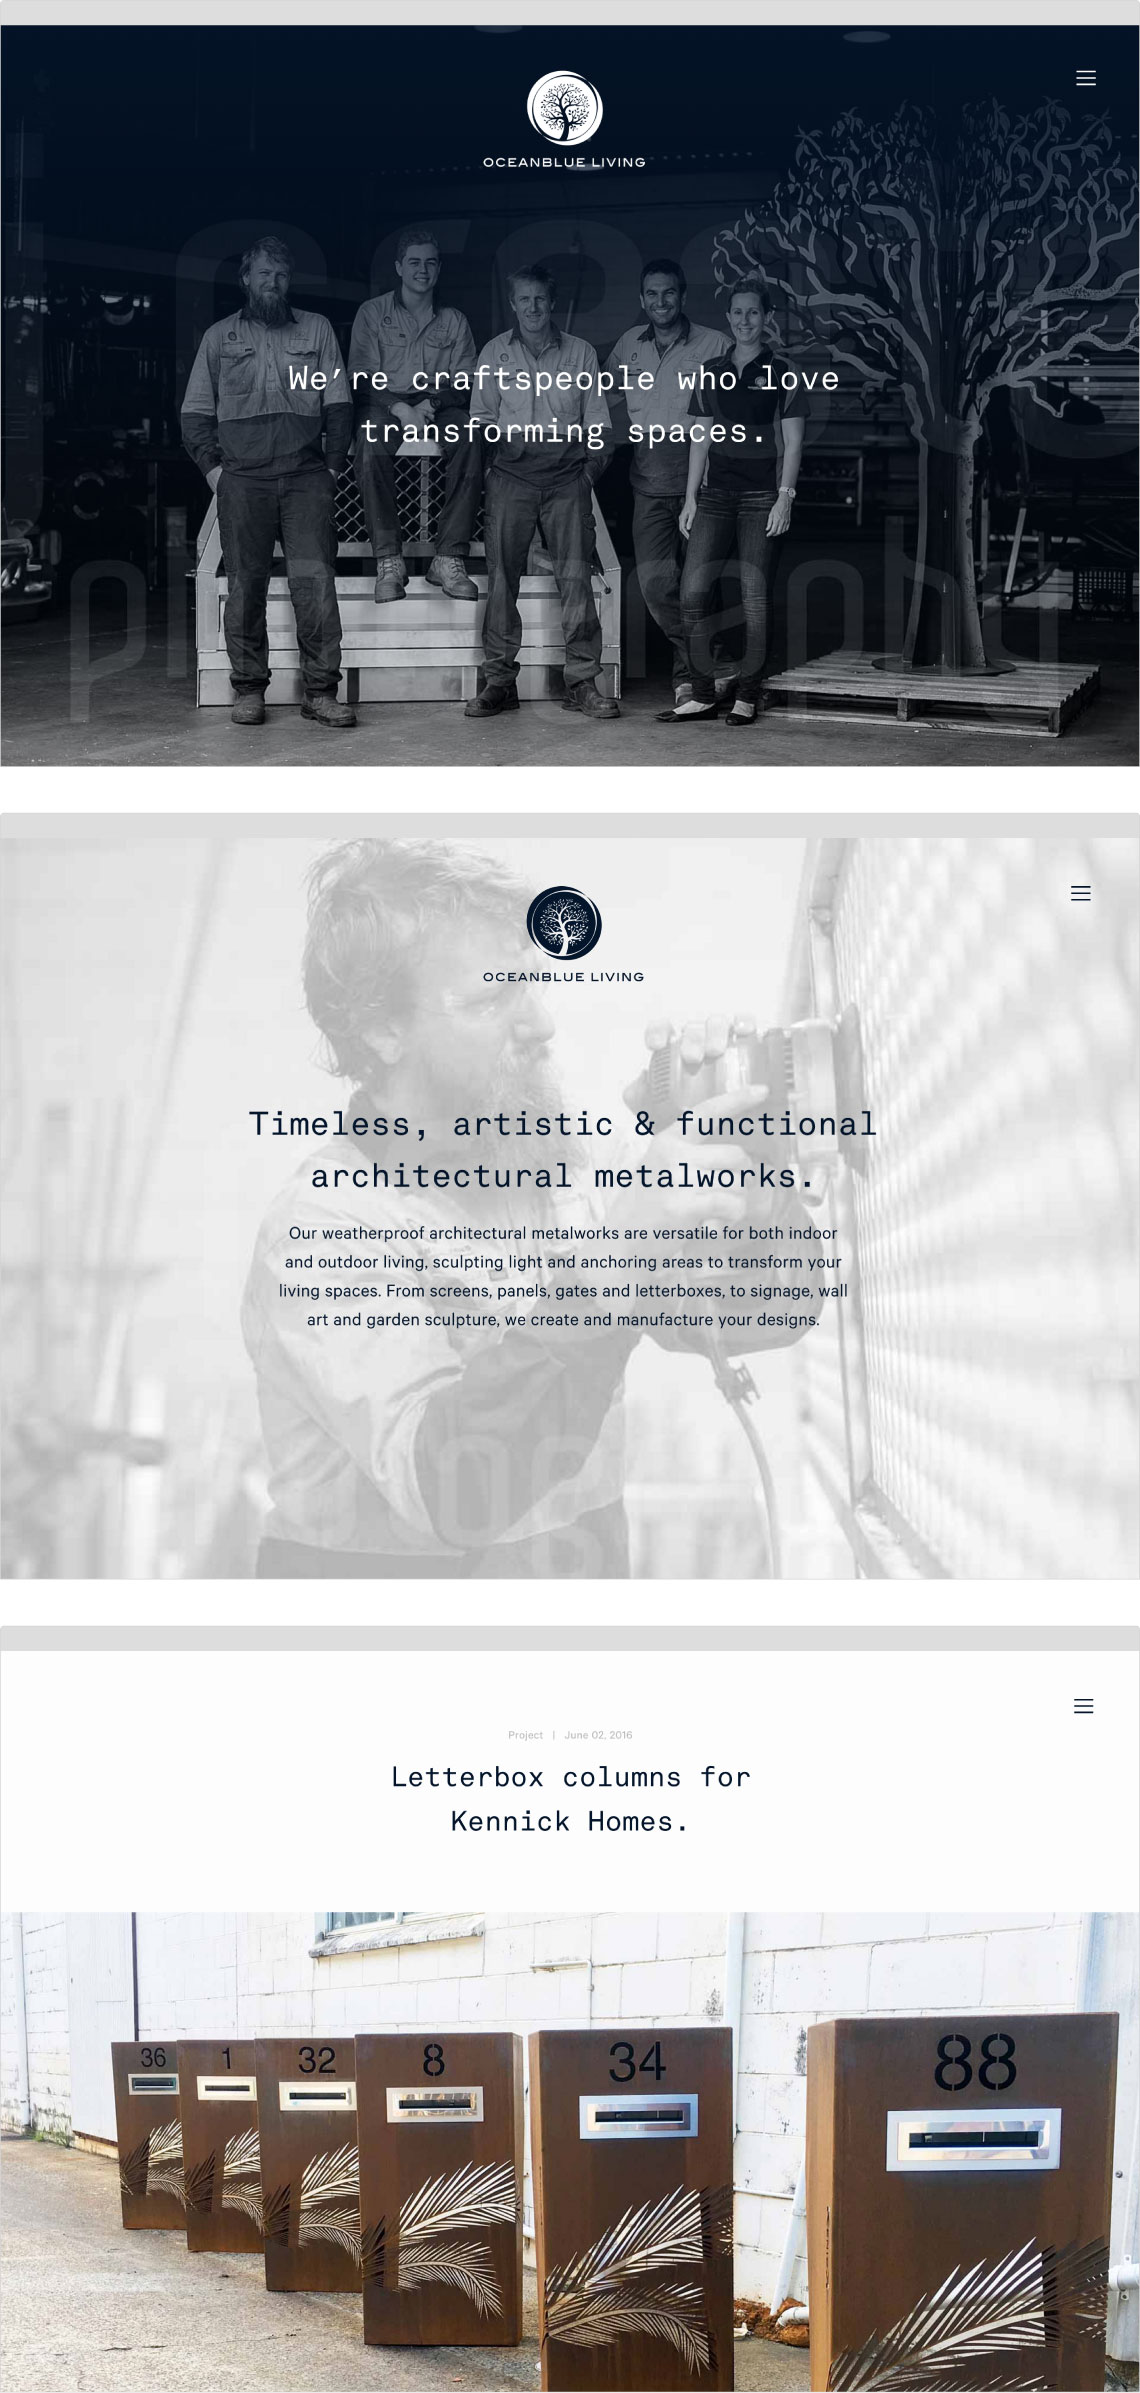 OCEANBLUE LIVING
We're craftspeople who love
transforming spaces.
photography
OCEANBLUE LIVING
Timeless, artistic & functional
architectural metalworks.
Our weatherproof architectural metalworks are versatile for both indoor
and outdoor living, sculpting light and anchoring areas to transform your
living spaces. From screens, panels, gates and letterboxes, to signage, wall
art and garden sculpture, we create and manufacture your designs.
Project | June 02, 2016
Letterbox columns for
Kennick Homes.
36 1 32 8 34 88